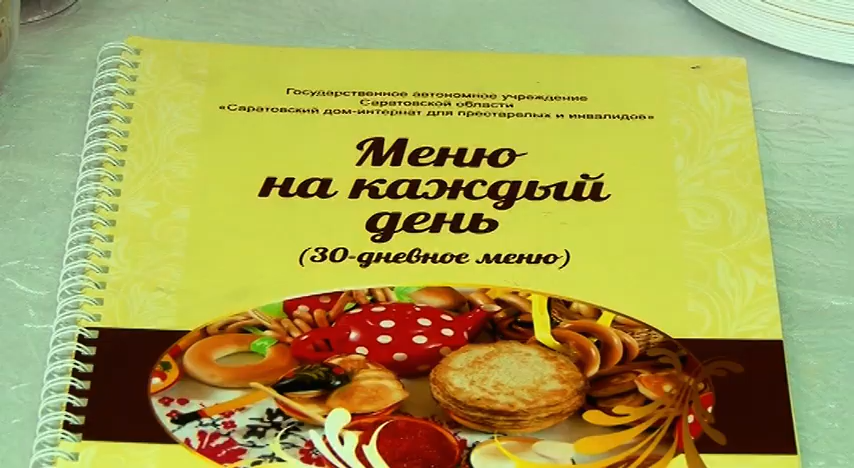 Государственное автономное учреждение
Саратовской области
«Саратовский дом-интернат для престарелых и инвалидов»
Меню
на каждый
день
(30-дневное меню)